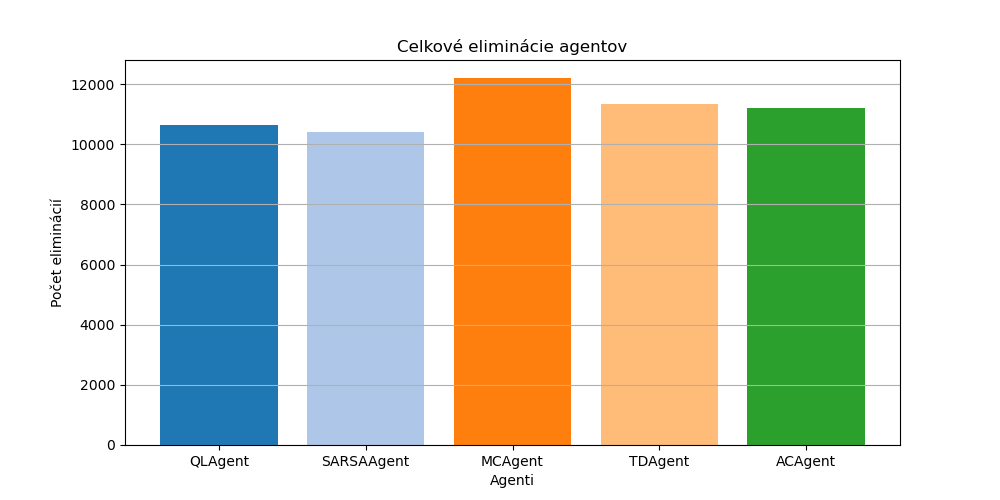 Celkové eliminácie agentov
12000
10000
8000
6000
4000
2000
0
Počet eliminácií
QLAgent SARSAAgent MCAgent TDAgent ACAgent
Agenti